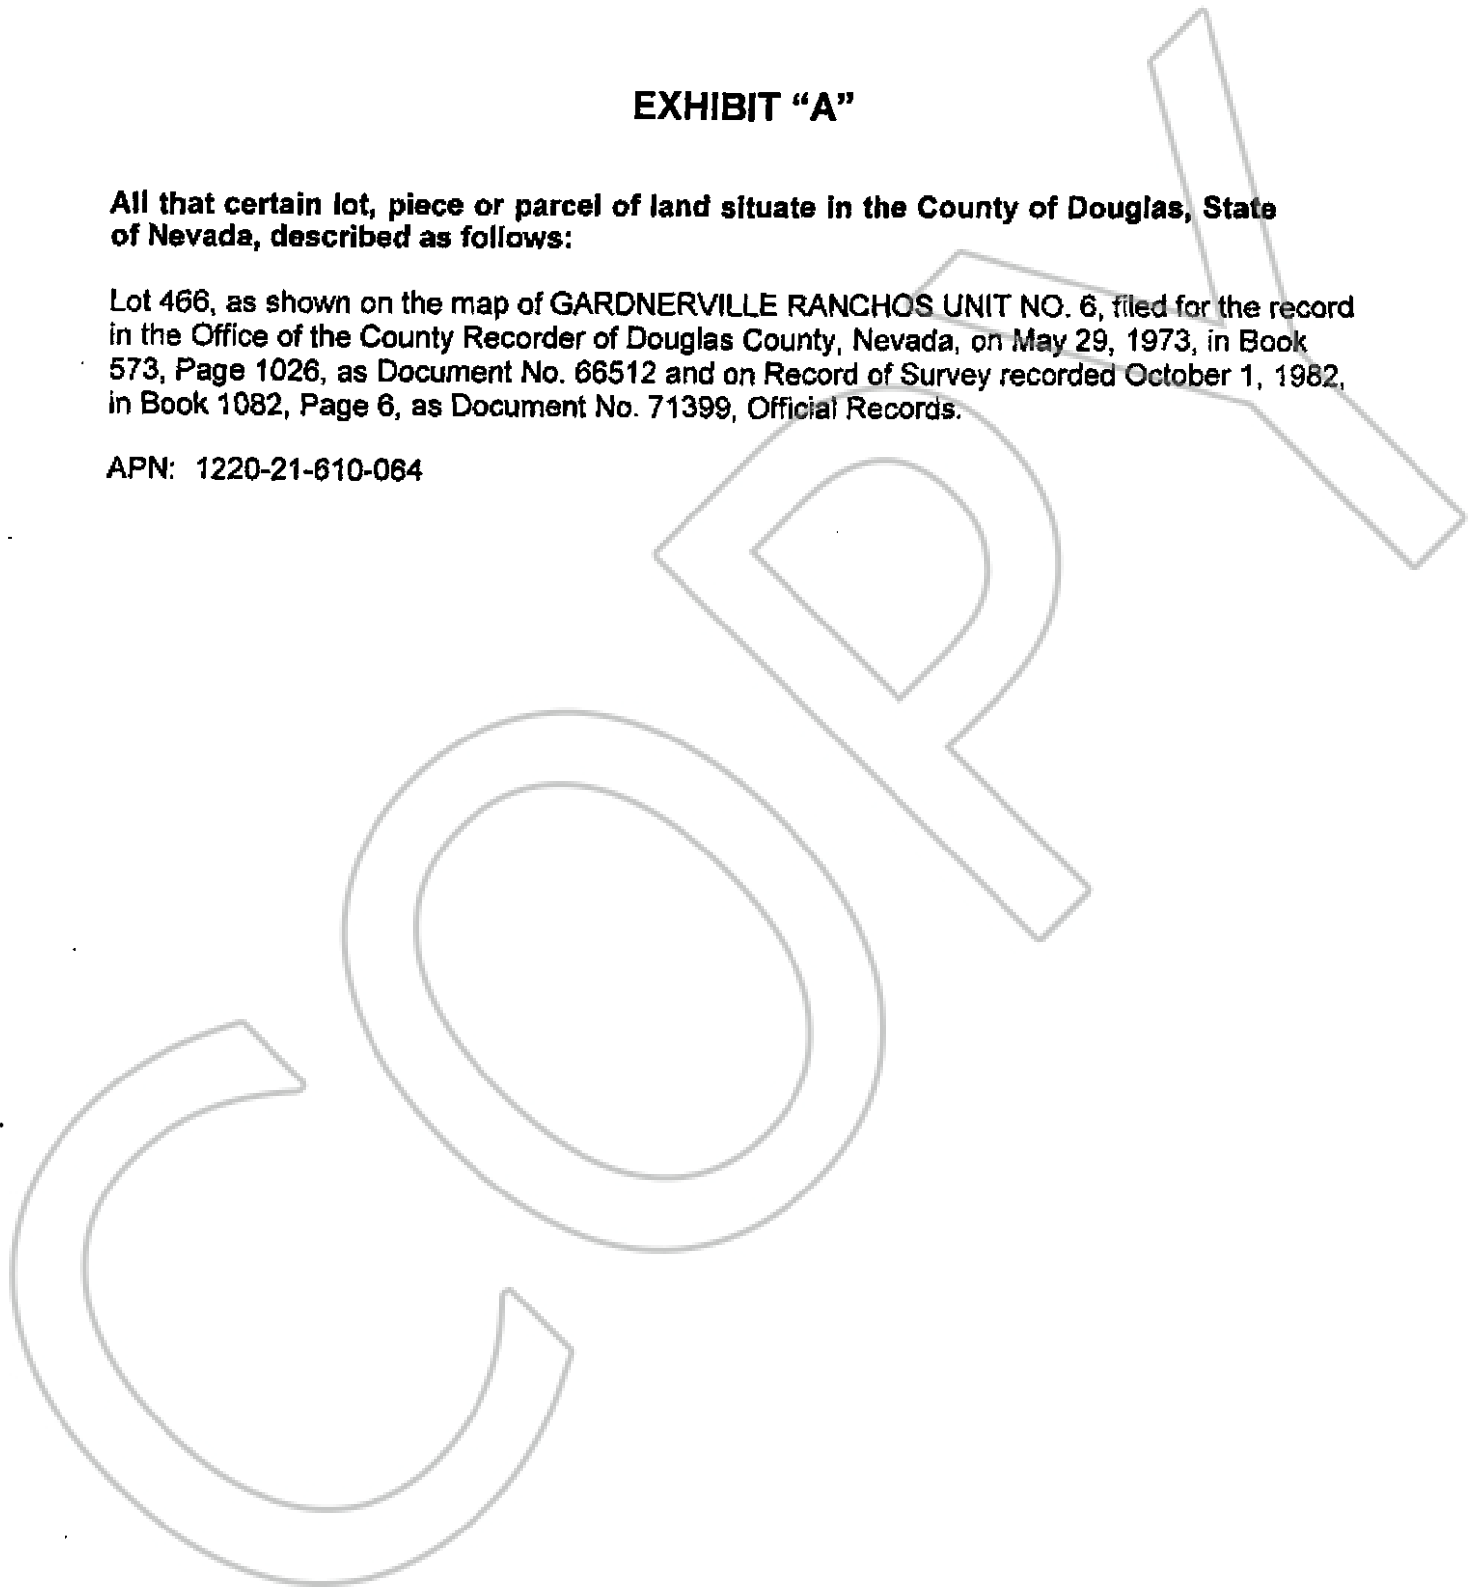 EXHIBIT “A”
All that certain lot, piece or parcel of land situate in the County of Douglas, State
of Nevada, described as follows:
Lot 466, as shown on the map of GARDNERVILLE RANCHOS UNIT NO. 6, filed for the record
in the Office of the County Recorder of Douglas County, Nevada, on May 29, 1973, in Book
573, Page 1026, as Document No. 66512 and on Record of Survey recorded October 1, 1982,
in Book 1082, Page 6, as Document No. 71399, Official Records.
APN: 1220-21-610-064
COPY